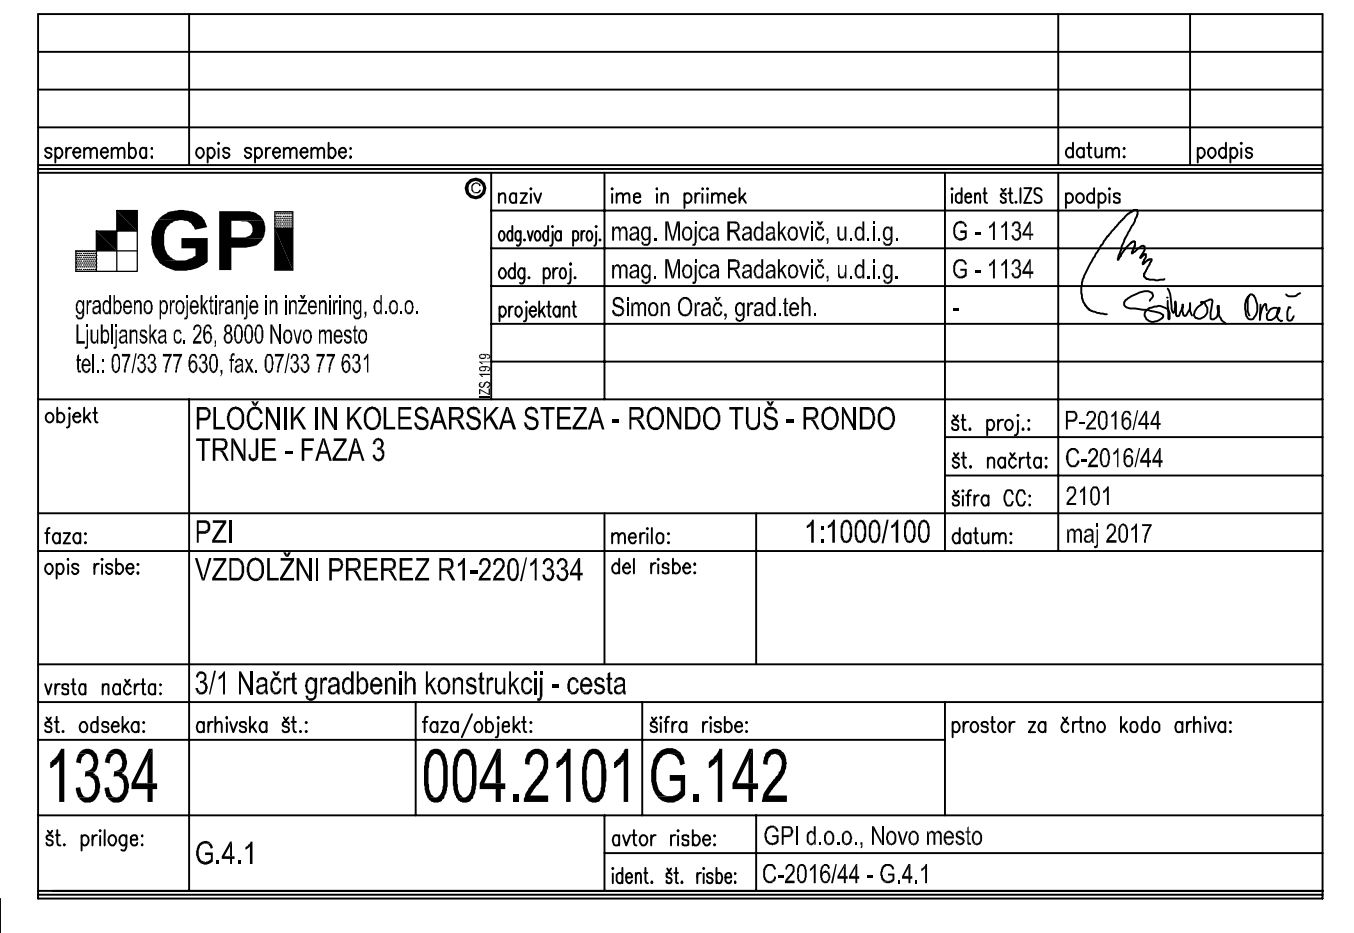 sprememba: opis spremembe: datum: podpis
© naziv ime in priimek ident št.IZS podpis
GPI odg.vodja proj. mag. Mojca Radakovič, u.d.i.g. G - 1134
odg. proj. mag. Mojca Radakovič, u.d.i.g. G - 1134
gradbeno projektiranje in inženiring, d.o.o. projektant Simon Orač, grad.teh. - Simon Orač
Ljubljanska c. 26, 8000 Novo mesto
tel.: 07/33 77 630, fax. 07/33 77 631
IZS 1919
objekt PLOČNIK IN KOLESARSKA STEZA - RONDO TUŠ - RONDO
TRNJE - FAZA 3
št. proj.: P-2016/44
št. načrta: C-2016/44
šifra CC: 2101
faza: PZI merilo: 1:1000/100 datum: maj 2017
opis risbe: VZDOLŽNI PREREZ R1-220/1334 del risbe:
vrsta načrta: 3/1 Načrt gradbenih konstrukcij - cesta
št. odseka: arhivska št.: faza/objekt: šifra risbe: prostor za črtno kodo arhiva:
1334 004.2101 G.142
št. priloge: G.4.1 avtor risbe: GPI d.o.o., Novo mesto
ident. št. risbe: C-2016/44 - G.4.1